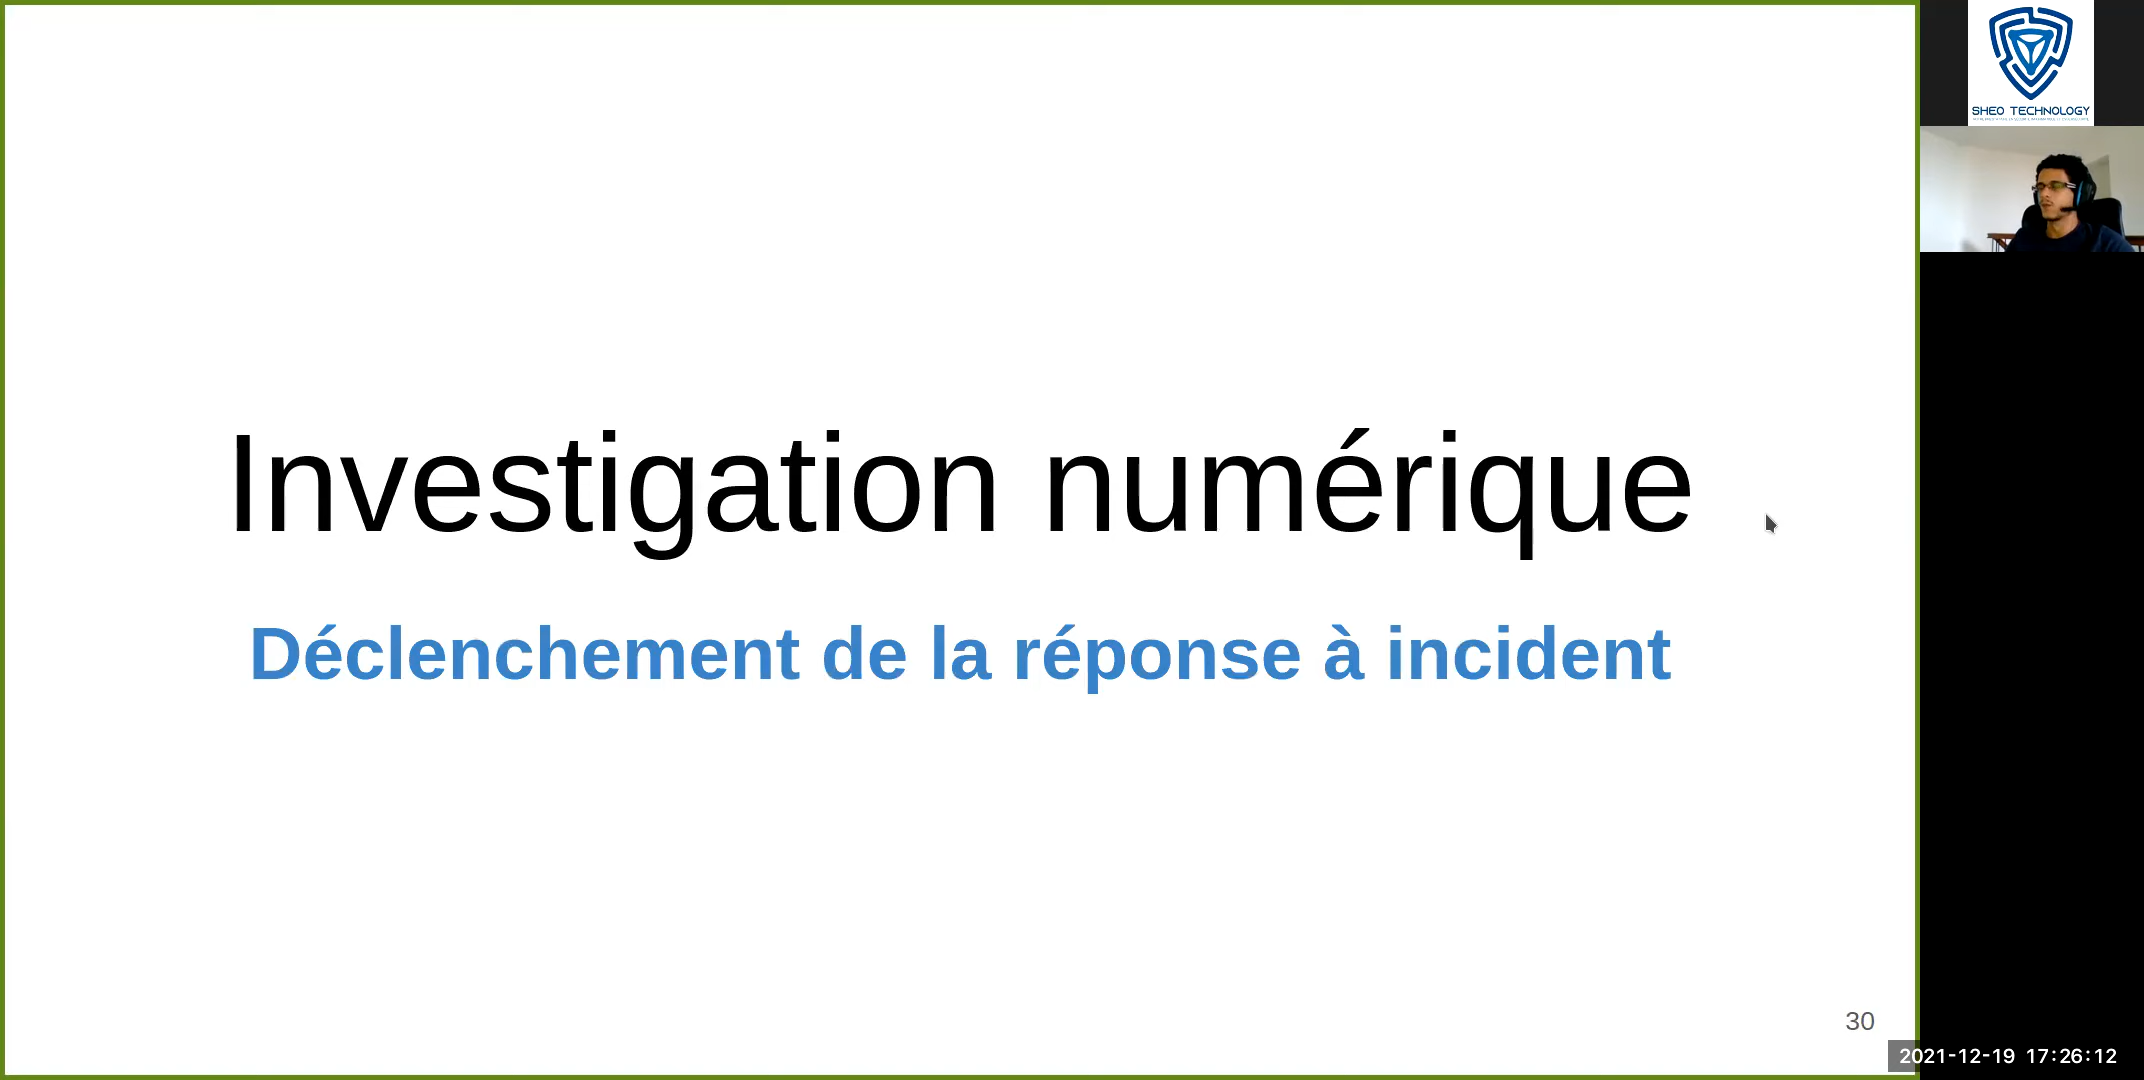 Investigation numérique
Déclenchement de la réponse à incident
30
SHEO TECHNOLOGY
2021-12-19 17:26:12